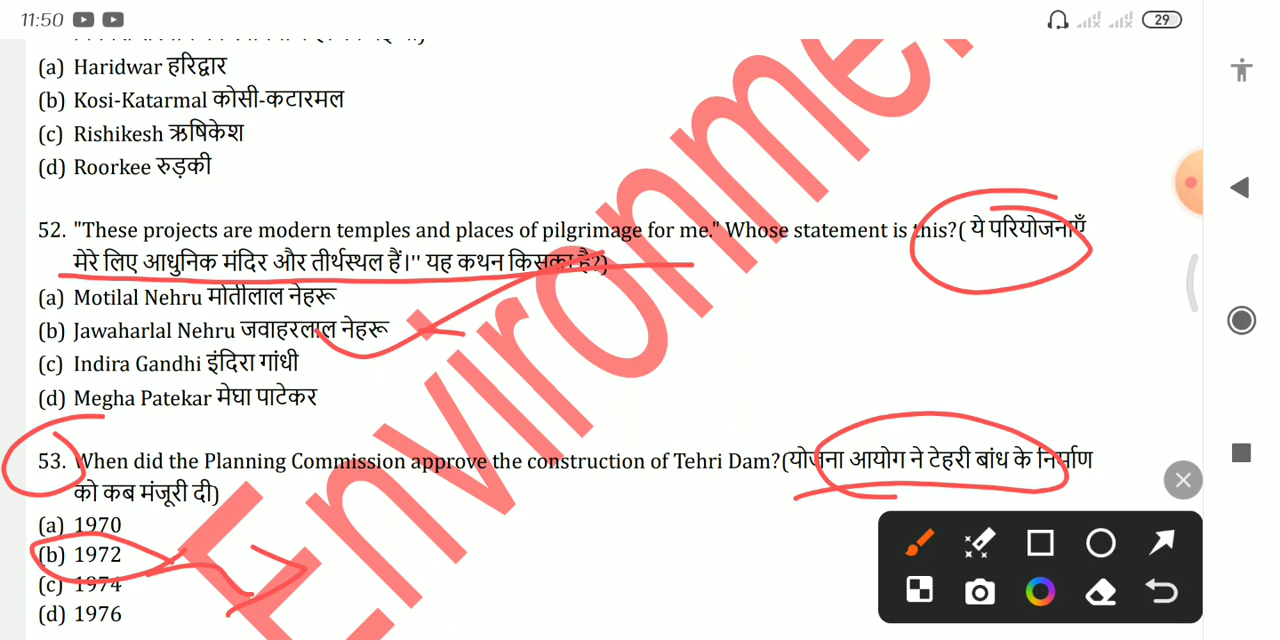 11:50
29
(a) Haridwar हरिद्वार
(b) Kosi-Katarmal कोसी-कटारमल
(c) Rishikesh ऋषिकेश
(d) Roorkee रुड़की
52. "These projects are modern temples and places of pilgrimage for me." Whose statement is this?( ये परियोजनाएँ
मेरे लिए आधुनिक मंदिर और तीर्थस्थल हैं।'' यह कथन किसका है?)
(a) Motilal Nehru मोतीलाल नेहरू
(b) Jawaharlal Nehru जवाहरलाल नेहरू
(c) Indira Gandhi इंदिरा गांधी
(d) Megha Patekar मेघा पाटेकर
53. When did the Planning Commission approve the construction of Tehri Dam?(योजना आयोग ने टेहरी बांध के निर्माण
को कब मंजूरी दी)
(a) 1970
(b) 1972
(c) 1974
(d) 1976